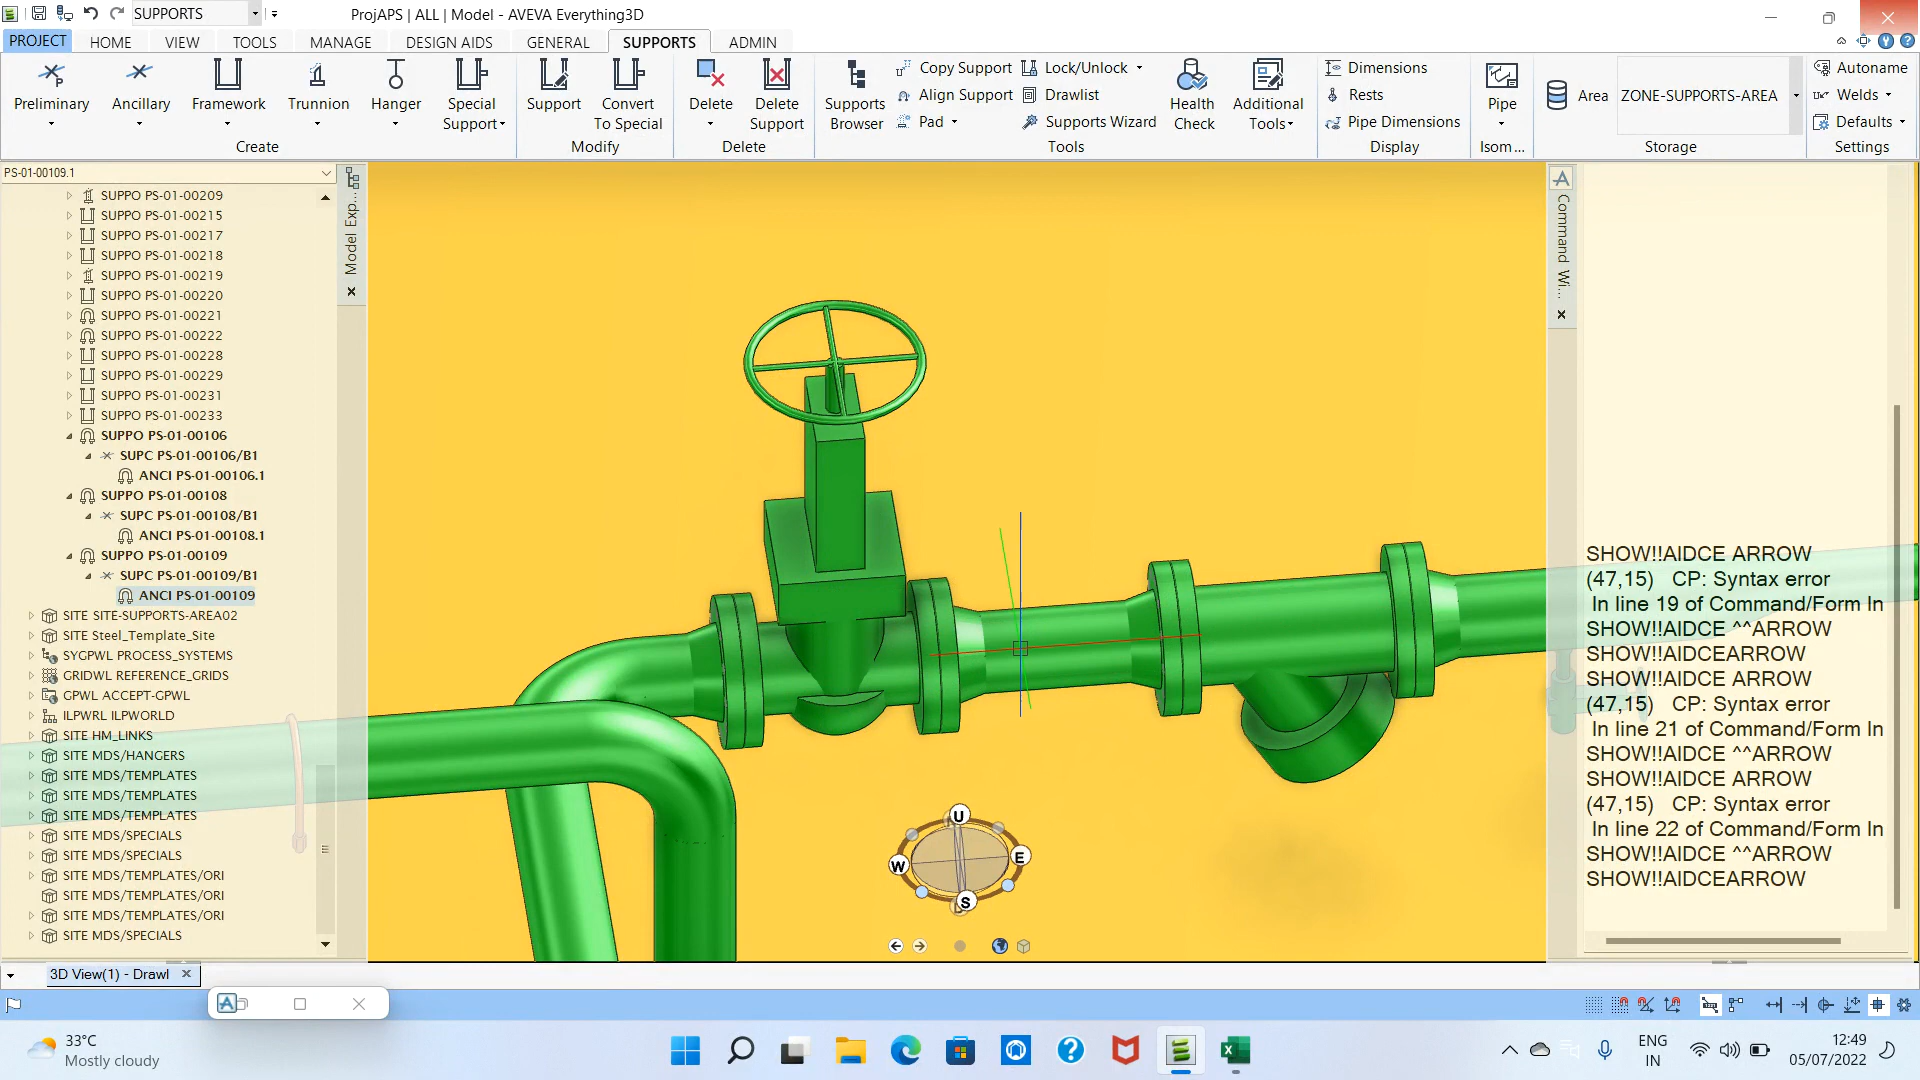 SUPPORTS
ProjAPS | ALL | Model - AVEVA Everything3D
PROJECT
HOME
VIEW
TOOLS
MANAGE
DESIGN AIDS
GENERAL
SUPPORTS
ADMIN
Preliminary
Ancillary
Framework
Trunnion
Hanger
Special
Support
Create
Support
Convert
To Special
Modify
Delete
Delete
Support
Delete
Supports
Browser
Copy Support
Align Support
Pad
Lock/Unlock
Drawlist
Supports Wizard
Health
Check
Additional
Tools
Tools
Dimensions
Rests
Pipe Dimensions
Display
Pipe
Isom ...
Area
ZONE-SUPPORTS-AREA
Storage
Autoname
Welds
Defaults
Settings
PS-01-00109.1
SUPPO PS-01-00209
SUPPO PS-01-00215
SUPPO PS-01-00217
SUPPO PS-01-00218
SUPPO PS-01-00219
SUPPO PS-01-00220
SUPPO PS-01-00221
SUPPO PS-01-00222
SUPPO PS-01-00228
SUPPO PS-01-00229
SUPPO PS-01-00231
SUPPO PS-01-00233
SUPPO PS-01-00106
SUPC PS-01-00106/B1
ANCI PS-01-00106.1
SUPPO PS-01-00108
SUPC PS-01-00108/B1
ANCI PS-01-00108.1
SUPPO PS-01-00109
SUPC PS-01-00109/B1
ANCI PS-01-00109
SITE SITE-SUPPORTS-AREA02
SITE Steel_Template_Site
SYGPWL PROCESS_SYSTEMS
GRIDWL REFERENCE_GRIDS
GPWL ACCEPT-GPWL
ILPWRL ILPWORLD
SITE HM_LINKS
SITE MDS/HANGERS
SITE MDS/TEMPLATES
SITE MDS/TEMPLATES
SITE MDS/TEMPLATES
SITE MDS/SPECIALS
SITE MDS/SPECIALS
SITE MDS/TEMPLATES/ORI
SITE MDS/TEMPLATES/ORI
SITE MDS/TEMPLATES/ORI
SITE MDS/SPECIALS
Model Exp...
U
W
E
S
Command Wi...
SHOW!!AIDCE ARROW
(47,15) CP: Syntax error
In line 19 of Command/Form In
SHOW!!AIDCE ^^ARROW
SHOW!!AIDCEARROW
SHOW!!AIDCE ARROW
(47,15) CP: Syntax error
In line 21 of Command/Form In
SHOW!!AIDCE ^^ARROW
SHOW!!AIDCE ARROW
(47,15) CP: Syntax error
In line 22 of Command/Form In
SHOW!!AIDCE ^^ARROW
SHOW!!AIDCEARROW
3D View(1) - Drawl
33°C
Mostly cloudy
ENG
IN
12:49
05/07/2022